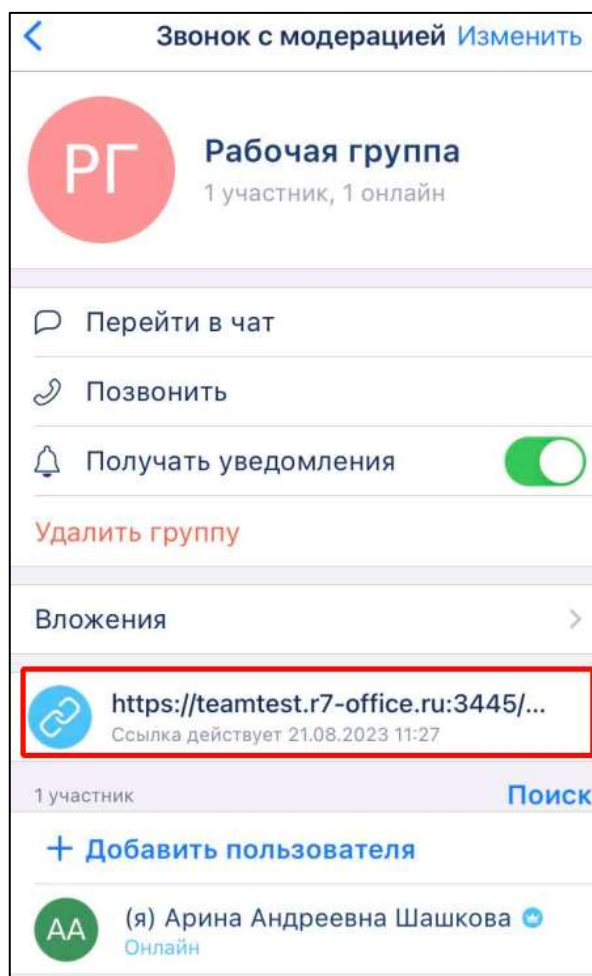 Звонок с модерацией Изменить
РГ
Рабочая группа
1 участник, 1 онлайн
Перейти в чат
Позвонить
Получать уведомления
Удалить группу
Вложения
https://teamtest.r7-office.ru:3445/...
Ссылка действует 21.08.2023 11:27
1 участник Поиск
+ Добавить пользователя
АА
(я) Арина Андреевна Шашкова
Онлайн